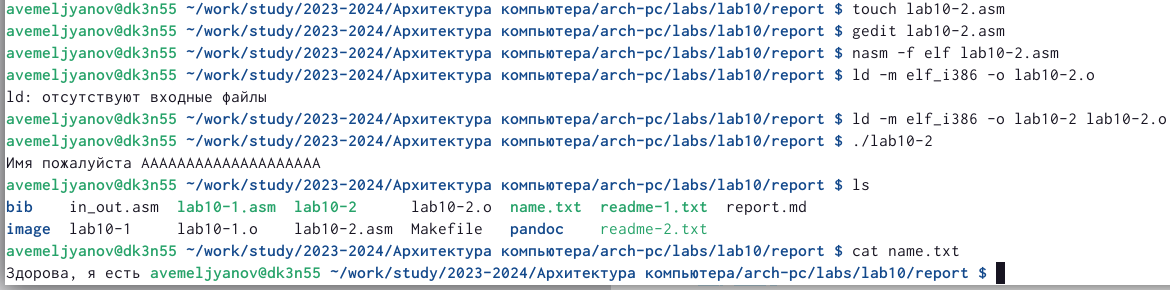 avemeljyanov@dk3n55 ~/work/study/2023-2024/Архитектура компьютера/arch-pc/labs/lab10/report $ touch lab10-2.asm
avemeljyanov@dk3n55 ~/work/study/2023-2024/Архитектура компьютера/arch-pc/labs/lab10/report $ gedit lab10-2.asm
avemeljyanov@dk3n55 ~/work/study/2023-2024/Архитектура компьютера/arch-pc/labs/lab10/report $ nasm -f elf lab10-2.asm
avemeljyanov@dk3n55 ~/work/study/2023-2024/Архитектура компьютера/arch-pc/labs/lab10/report $ ld -m elf_i386 -o lab10-2.o
ld: отсутствуют входные файлы
avemeljyanov@dk3n55 ~/work/study/2023-2024/Архитектура компьютера/arch-pc/labs/lab10/report $ ld -m elf_i386 -o lab10-2 lab10-2.o
avemeljyanov@dk3n55 ~/work/study/2023-2024/Архитектура компьютера/arch-pc/labs/lab10/report $ ./lab10-2
Имя пожалуйста АААААААААААААААААААА
avemeljyanov@dk3n55 ~/work/study/2023-2024/Архитектура компьютера/arch-pc/labs/lab10/report $ ls
bib in_out.asm lab10-1.asm lab10-2 lab10-2.o name.txt readme-1.txt report.md
image lab10-1 lab10-1.o lab10-2.asm Makefile pandoc readme-2.txt
avemeljyanov@dk3n55 ~/work/study/2023-2024/Архитектура компьютера/arch-pc/labs/lab10/report $ cat name.txt
Здорова, я есть avemeljyanov@dk3n55 ~/work/study/2023-2024/Архитектура компьютера/arch-pc/labs/lab10/report $